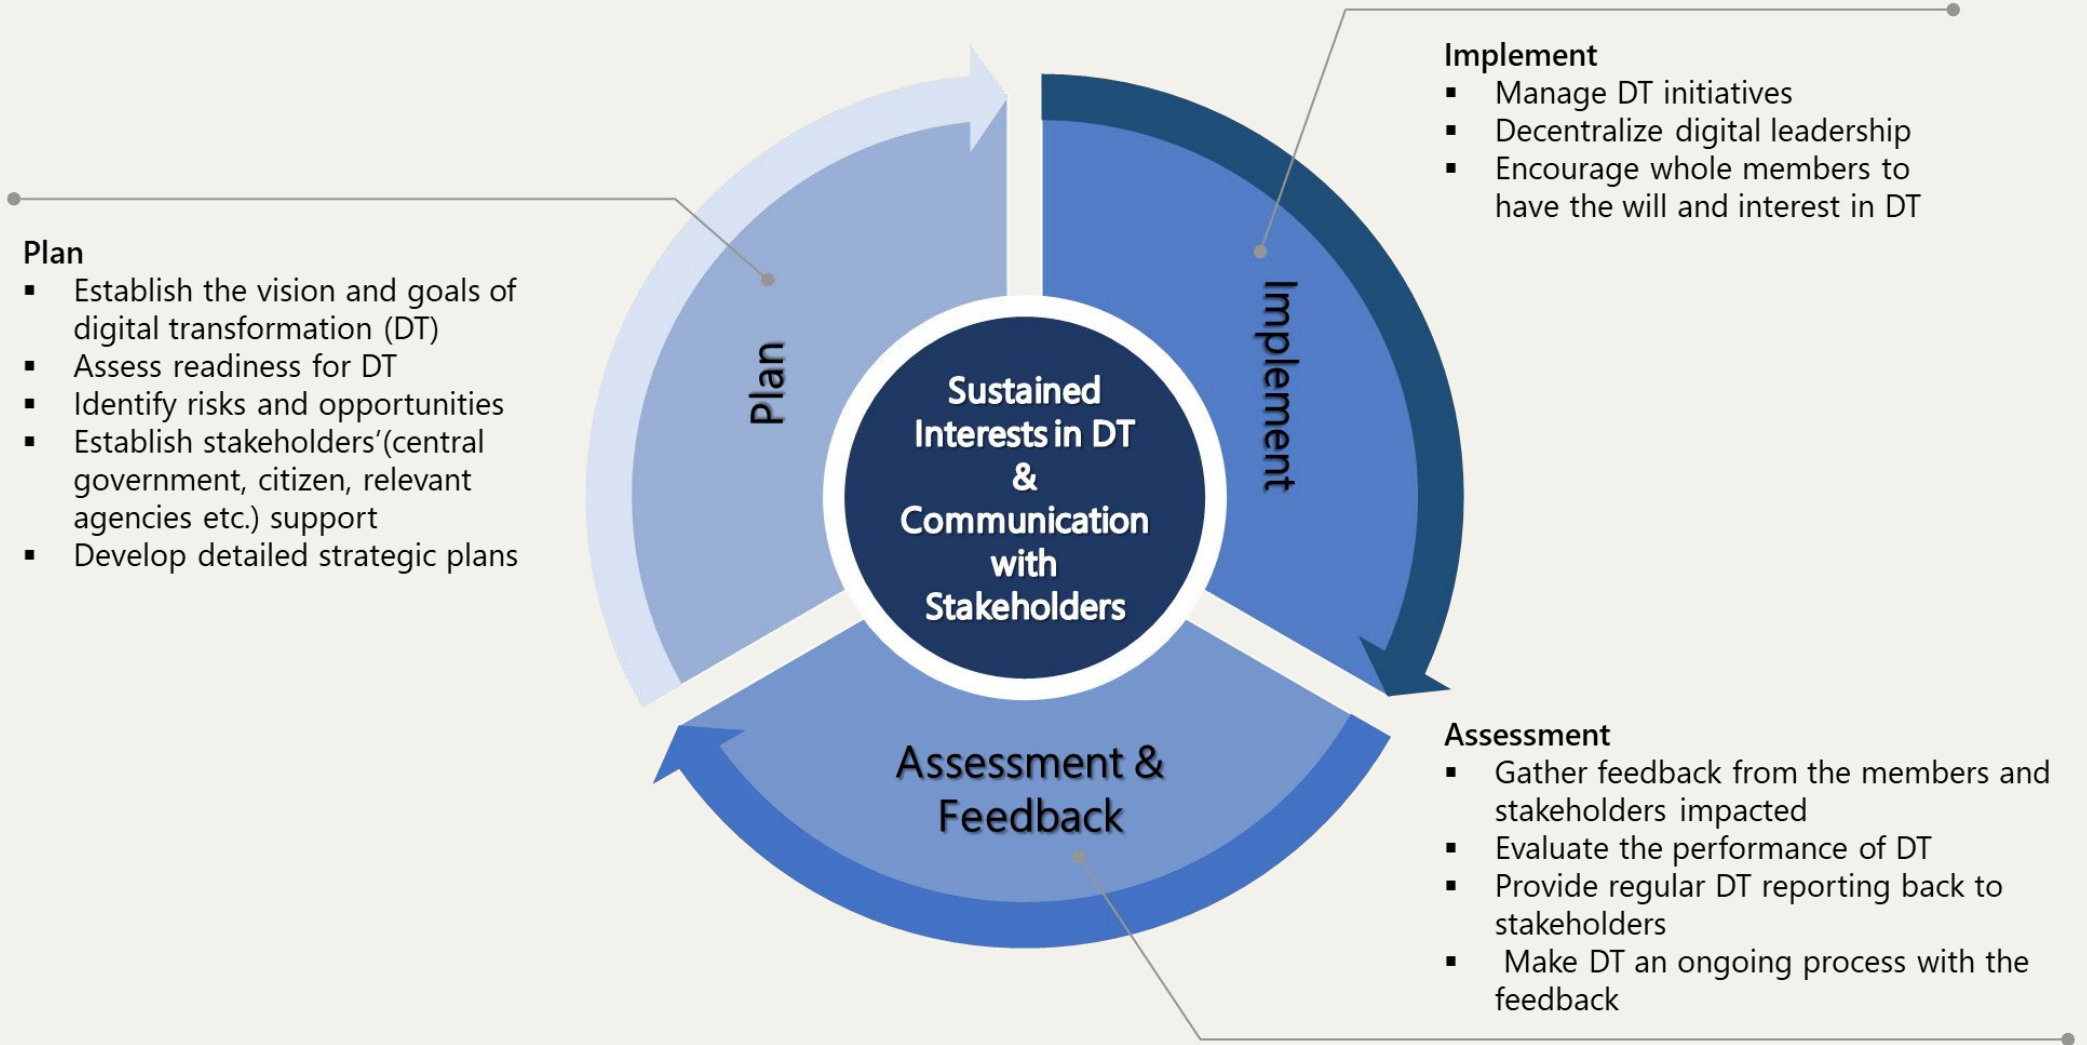 Implement
▪ Manage DT initiatives
▪ Decentralize digital leadership
▪ Encourage whole members to
have the will and interest in DT
Plan
▪ Establish the vision and goals of
digital transformation (DT)
▪ Assess readiness for DT
▪ Identify risks and opportunities
▪ Establish stakeholders’(central
government, citizen, relevant
agencies etc.) support
▪ Develop detailed strategic plans
Plan
Implement
Sustained
Interests in DT
&
Communication
with
Stakeholders
Assessment &
Feedback
Assessment
▪ Gather feedback from the members and
stakeholders impacted
▪ Evaluate the performance of DT
▪ Provide regular DT reporting back to
stakeholders
▪ Make DT an ongoing process with the
feedback